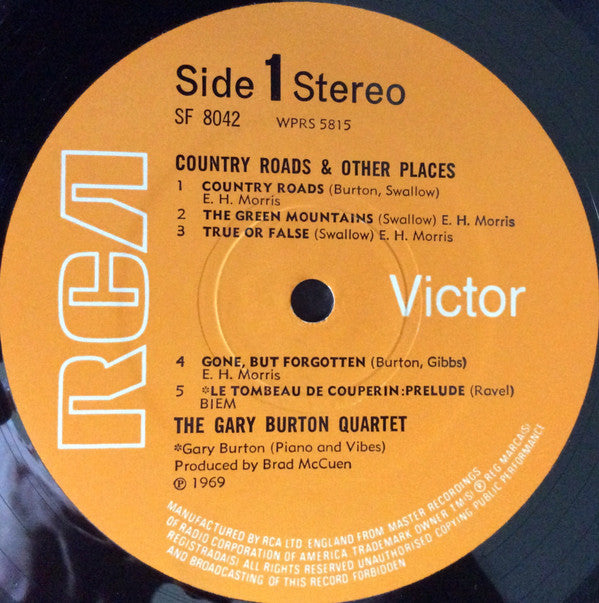 Side 1 Stereo
SF 8042 WPRS 5815
COUNTRY ROADS & OTHER PLACES
1 COUNTRY ROADS (Burton, Swallow)
E. H. Morris
2 THE GREEN MOUNTAINS (Swallow) E. H. Morris
3 TRUE OR FALSE (Swallow) E. H. Morris
RCA
Victor
4 GONE, BUT FORGOTTEN (Burton, Gibbs)
E. H. Morris
5 *LE TOMBEAU DE COUPERIN:PRELUDE (Ravel)
BIEM
THE GARY BURTON QUARTET
*Gary Burton (Piano and Vibes)
Produced by Brad McCuen
℗ 1969
MANUFACTURED BY RCA LTD. ENGLAND FROM MASTER RECORDINGS
OF RADIO CORPORATION OF AMERICA. TRADEMARK OWNER TM(S) ® REG MARCA(S)
REGISTRADA(S) ALL RIGHTS RESERVED UNAUTHORISED COPYING PUBLIC PERFORMANCE
AND BROADCASTING OF THIS RECORD FORBIDDEN